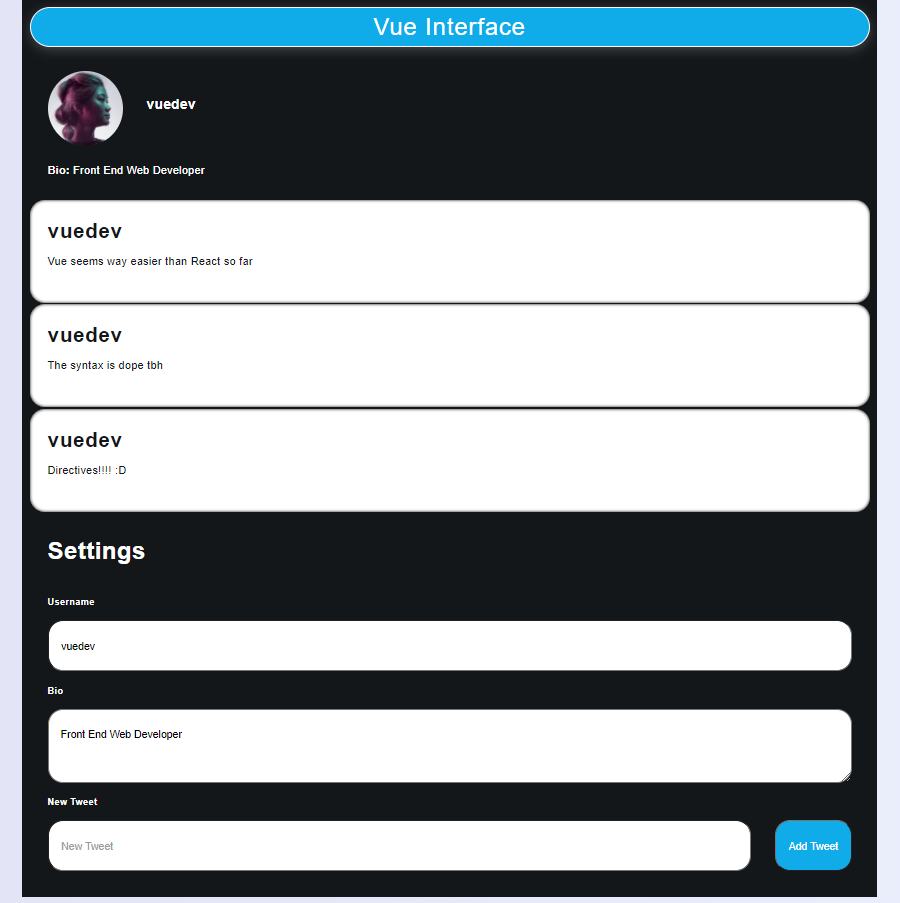 Vue Interface
vuedev
Bio: Front End Web Developer
vuedev
Vue seems way easier than React so far
vuedev
The syntax is dope tbh
vuedev
Directives!!!! :D
Settings
Username
vuedev
Bio
Front End Web Developer
New Tweet
New Tweet
Add Tweet